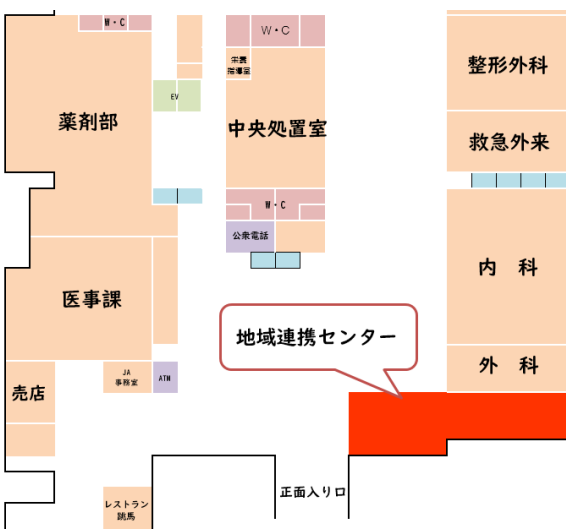 W・C
W・C
栄養
指導室
整形外科
EV
薬剤部
中央処置室
救急外来
W・C
公衆電話
内 科
医事課
地域連携センター
外 科
JA
事務室
ATM
売店
正面入り口
レストラン
跳馬